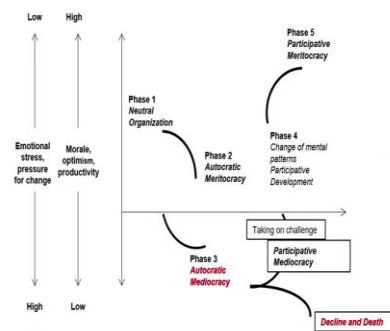 Low
High
Phase 5
Participative
Meritocracy
Phase 1
Neutral
Organization
Emotional
stress,
pressure
for change
Morale,
optimism,
productivity
Phase 2
Autocratic
Meritocracy
Phase 4
Change of mental
patterns
Participative
Development
Taking on challenge
Phase 3
Autocratic
Mediocracy
Participative
Mediocracy
High
Low
Decline and Death